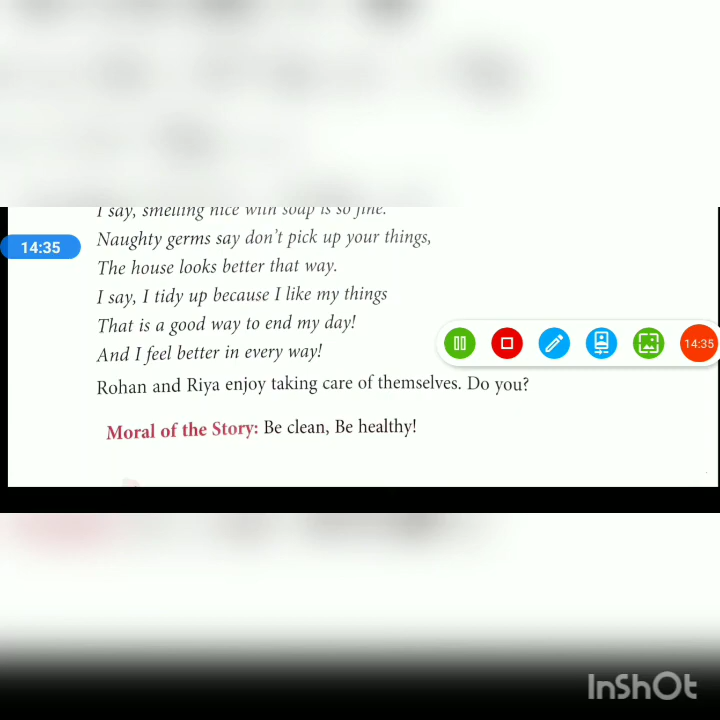 I say, smelling nice with soap is so fine.
14:35
Naughty germs say don't pick up your things,
The house looks better that way.
I say, I tidy up because I like my things
That is a good way to end my day!
14:35
And I feel better in every way!
Rohan and Riya enjoy taking care of themselves. Do you?
Moral of the Story: Be clean, Be healthy!
InShOt